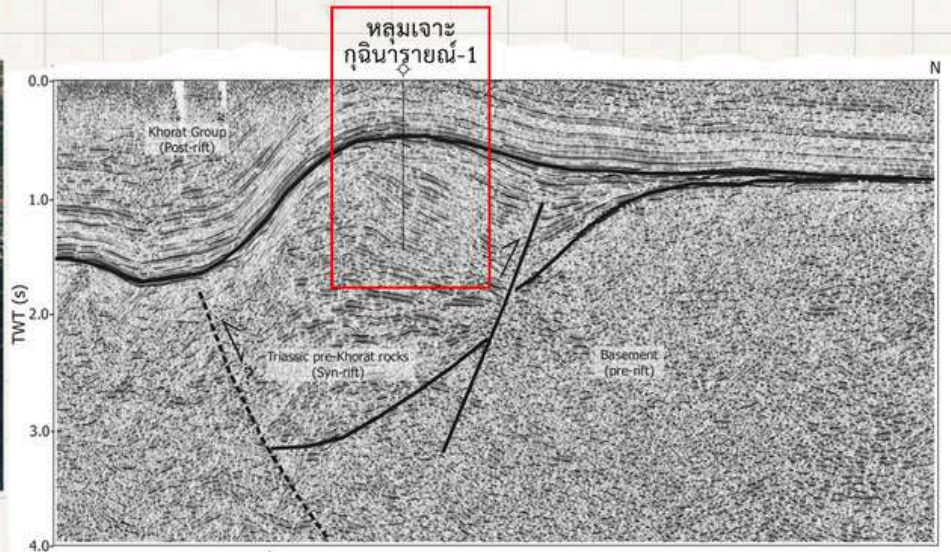 หลุมเจาะ
กุฉินารายณ์-1
N
0.0
Khorat Group
(Post-rift)
1.0
TWT (s)
2.0
Triassic pre-Khorat rocks
(Syn-rift)
Basement
(pre-rift)
3.0
4.0